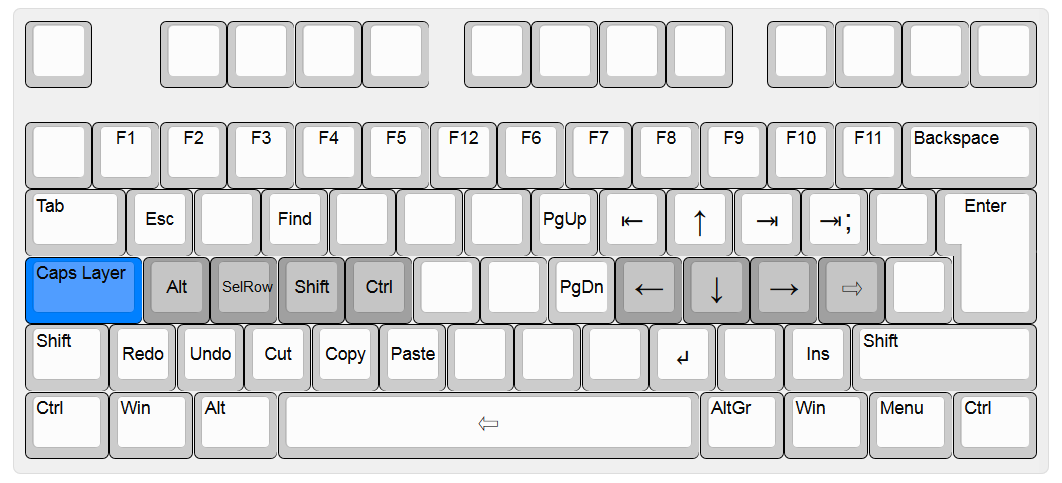 F1 F2 F3 F4 F5 F12 F6 F7 F8 F9 F10 F11 Backspace
Tab Esc Find PgUp ⇤ ↑ ⇥ ⇥; Enter
Caps Layer Alt SelRow Shift Ctrl PgDn ← ↓ → ⇨
Shift Redo Undo Cut Copy Paste ↵ Ins Shift
Ctrl Win Alt ⇦ AltGr Win Menu Ctrl